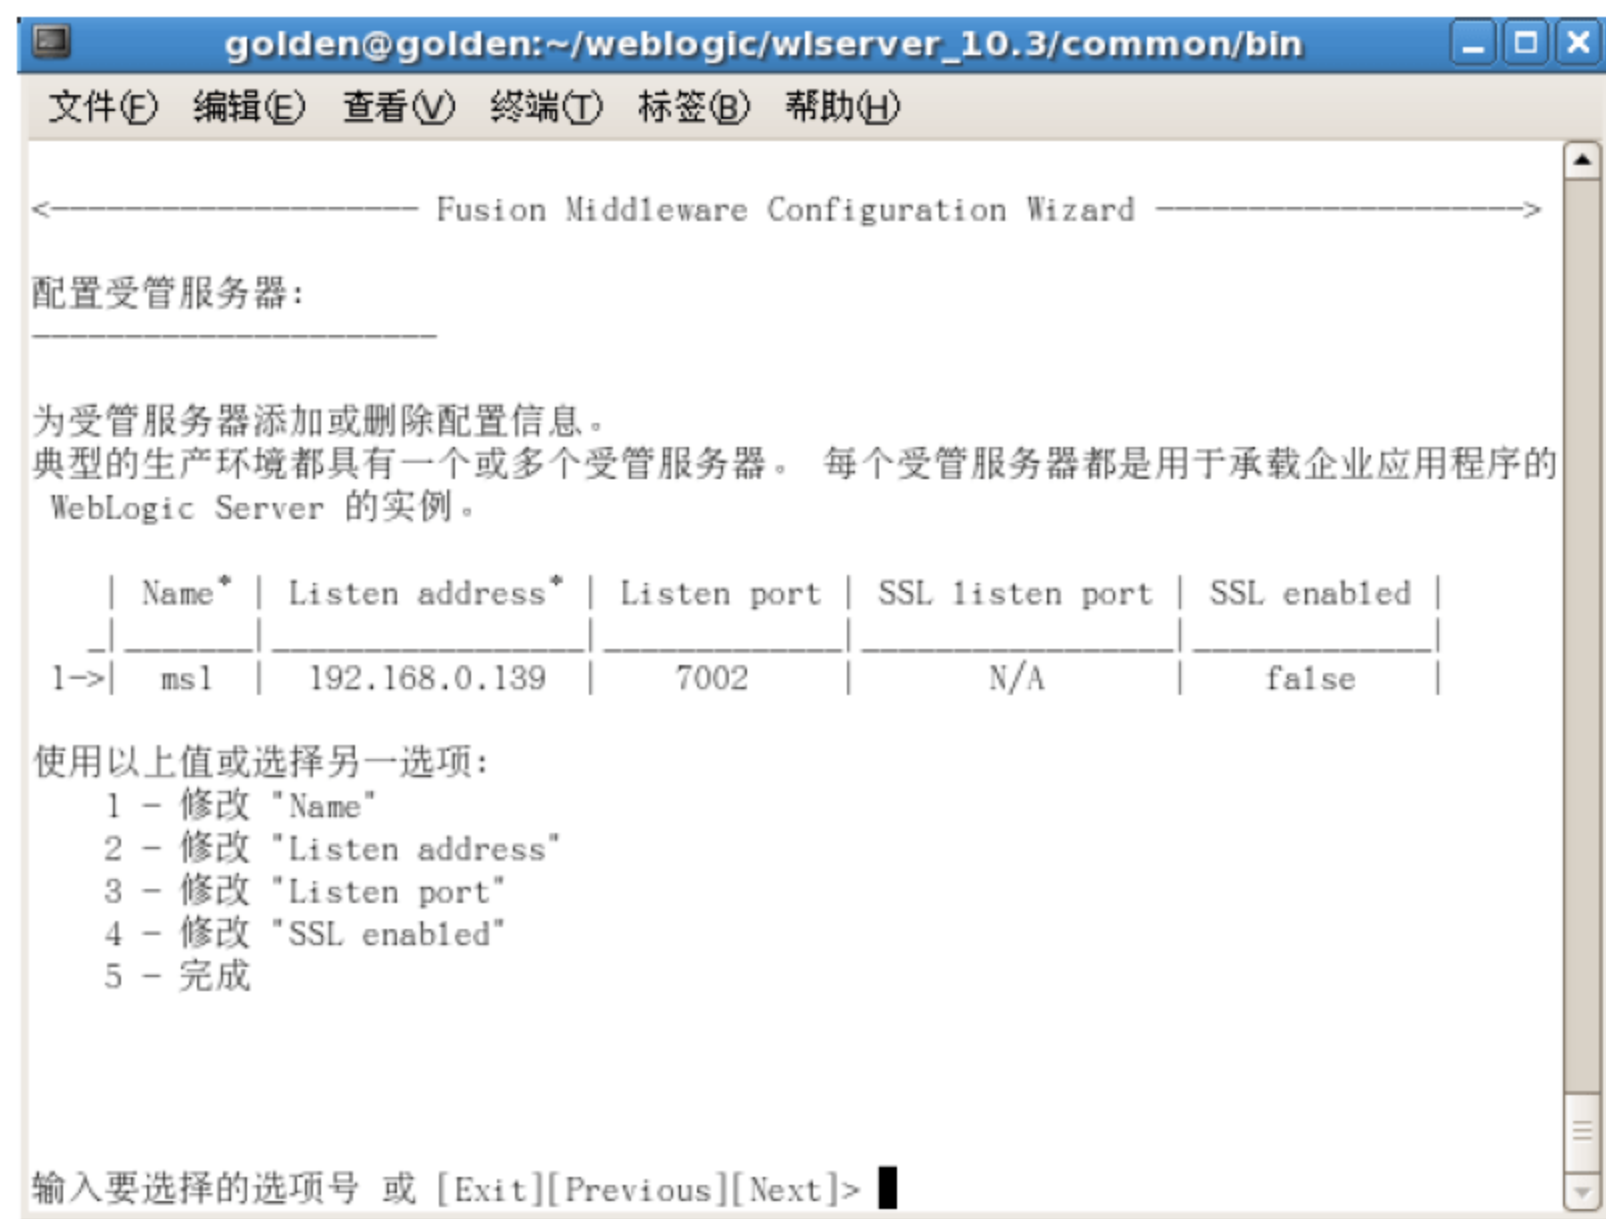 golden@golden:~/weblogic/wlserver_10.3/common/bin
文件(F) 编辑(E) 查看(V) 终端(T) 标签(B) 帮助(H)
<-------------------- Fusion Middleware Configuration Wizard -------------------->
配置受管服务器:
----------------------
为受管服务器添加或删除配置信息。
典型的生产环境都具有一个或多个受管服务器。 每个受管服务器都是用于承载企业应用程序的
WebLogic Server 的实例。
| Name* | Listen address* | Listen port | SSL listen port | SSL enabled |
_|_______|_________________|_____________|_________________|_____________|
1->| ms1 | 192.168.0.139 | 7002 | N/A | false |
使用以上值或选择另一选项:
1 - 修改 "Name"
2 - 修改 "Listen address"
3 - 修改 "Listen port"
4 - 修改 "SSL enabled"
5 - 完成
输入要选择的选项号 或 [Exit][Previous][Next]>